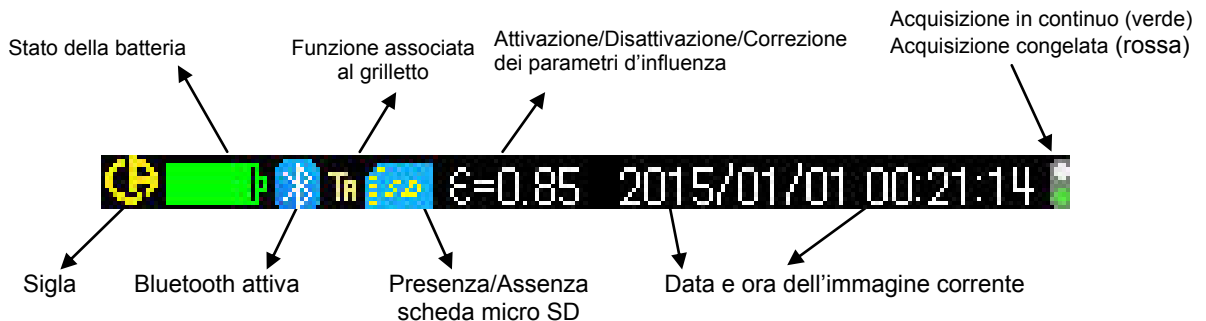 Acquisizione in continuo (verde)
Acquisizione congelata (rossa)
Stato della batteria
Funzione associata
al grilletto
Attivazione/Disattivazione/Correzione
dei parametri d'influenza
CA TA SD ε=0.85 2015/01/01 00:21:14
Sigla
Bluetooth attiva
Presenza/Assenza
scheda micro SD
Data e ora dell'immagine corrente